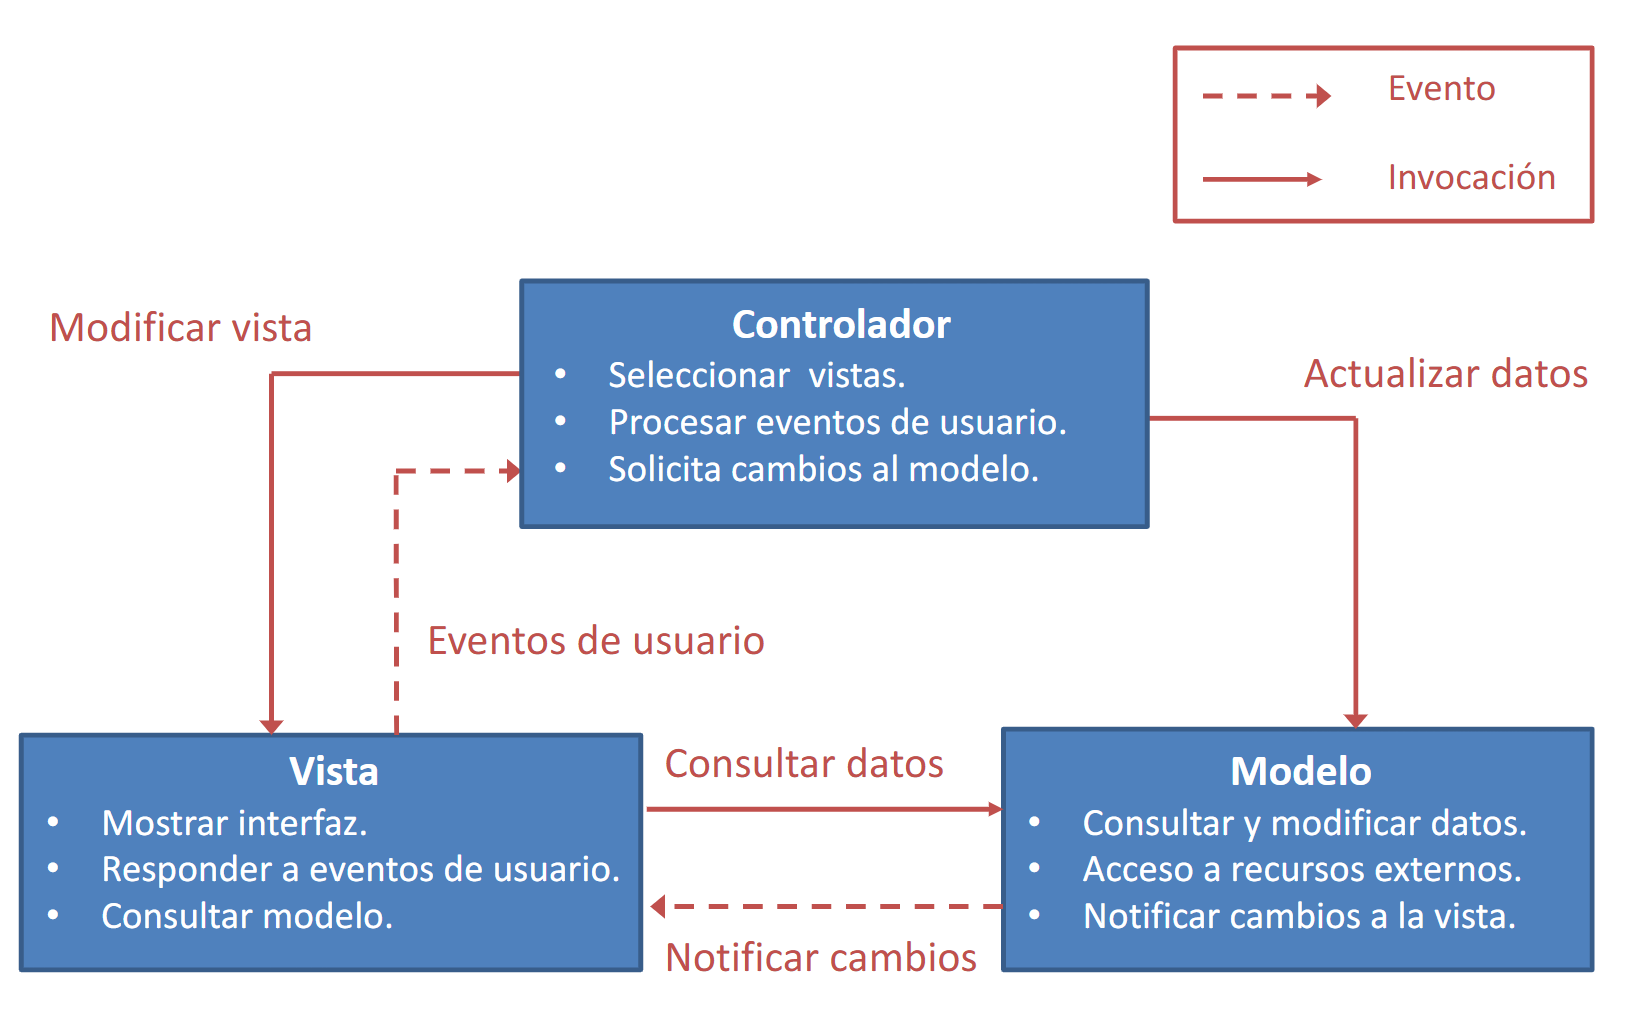 Evento
Invocación
Controlador
• Seleccionar vistas.
• Procesar eventos de usuario.
• Solicita cambios al modelo.
Modificar vista
Actualizar datos
Eventos de usuario
Vista
• Mostrar interfaz.
• Responder a eventos de usuario.
• Consultar modelo.
Consultar datos
Notificar cambios
Modelo
• Consultar y modificar datos.
• Acceso a recursos externos.
• Notificar cambios a la vista.